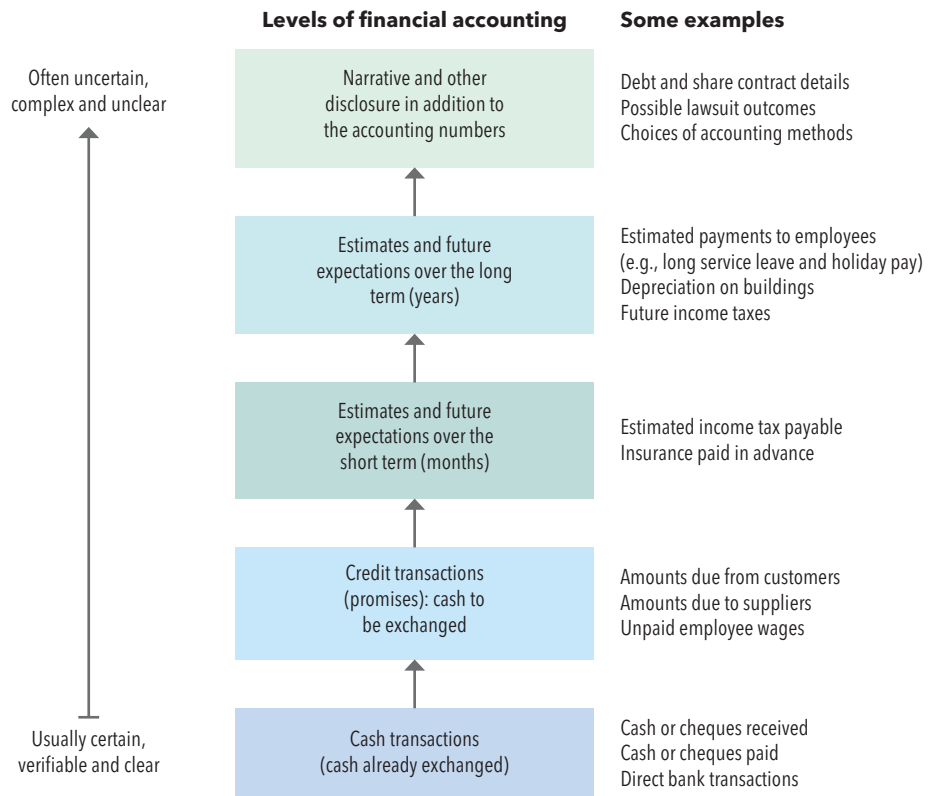 Levels of financial accounting
Some examples
Often uncertain,
complex and unclear
Narrative and other
disclosure in addition to
the accounting numbers
Debt and share contract details
Possible lawsuit outcomes
Choices of accounting methods
Estimates and future
expectations over the long
term (years)
Estimated payments to employees
(e.g., long service leave and holiday pay)
Depreciation on buildings
Future income taxes
Estimates and future
expectations over the
short term (months)
Estimated income tax payable
Insurance paid in advance
Credit transactions
(promises): cash to
be exchanged
Amounts due from customers
Amounts due to suppliers
Unpaid employee wages
Usually certain,
verifiable and clear
Cash transactions
(cash already exchanged)
Cash or cheques received
Cash or cheques paid
Direct bank transactions